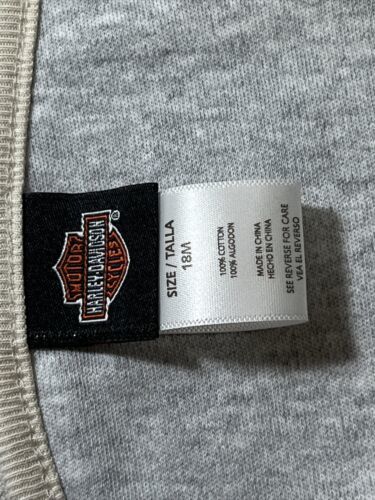 MOTOR
HARLEY-DAVIDSON
CYCLES
®
SIZE / TALLA
18M
100% COTTON
100% ALGODON
MADE IN CHINA
HECHO EN CHINA
SEE REVERSE FOR CARE
VEA EL REVERSO